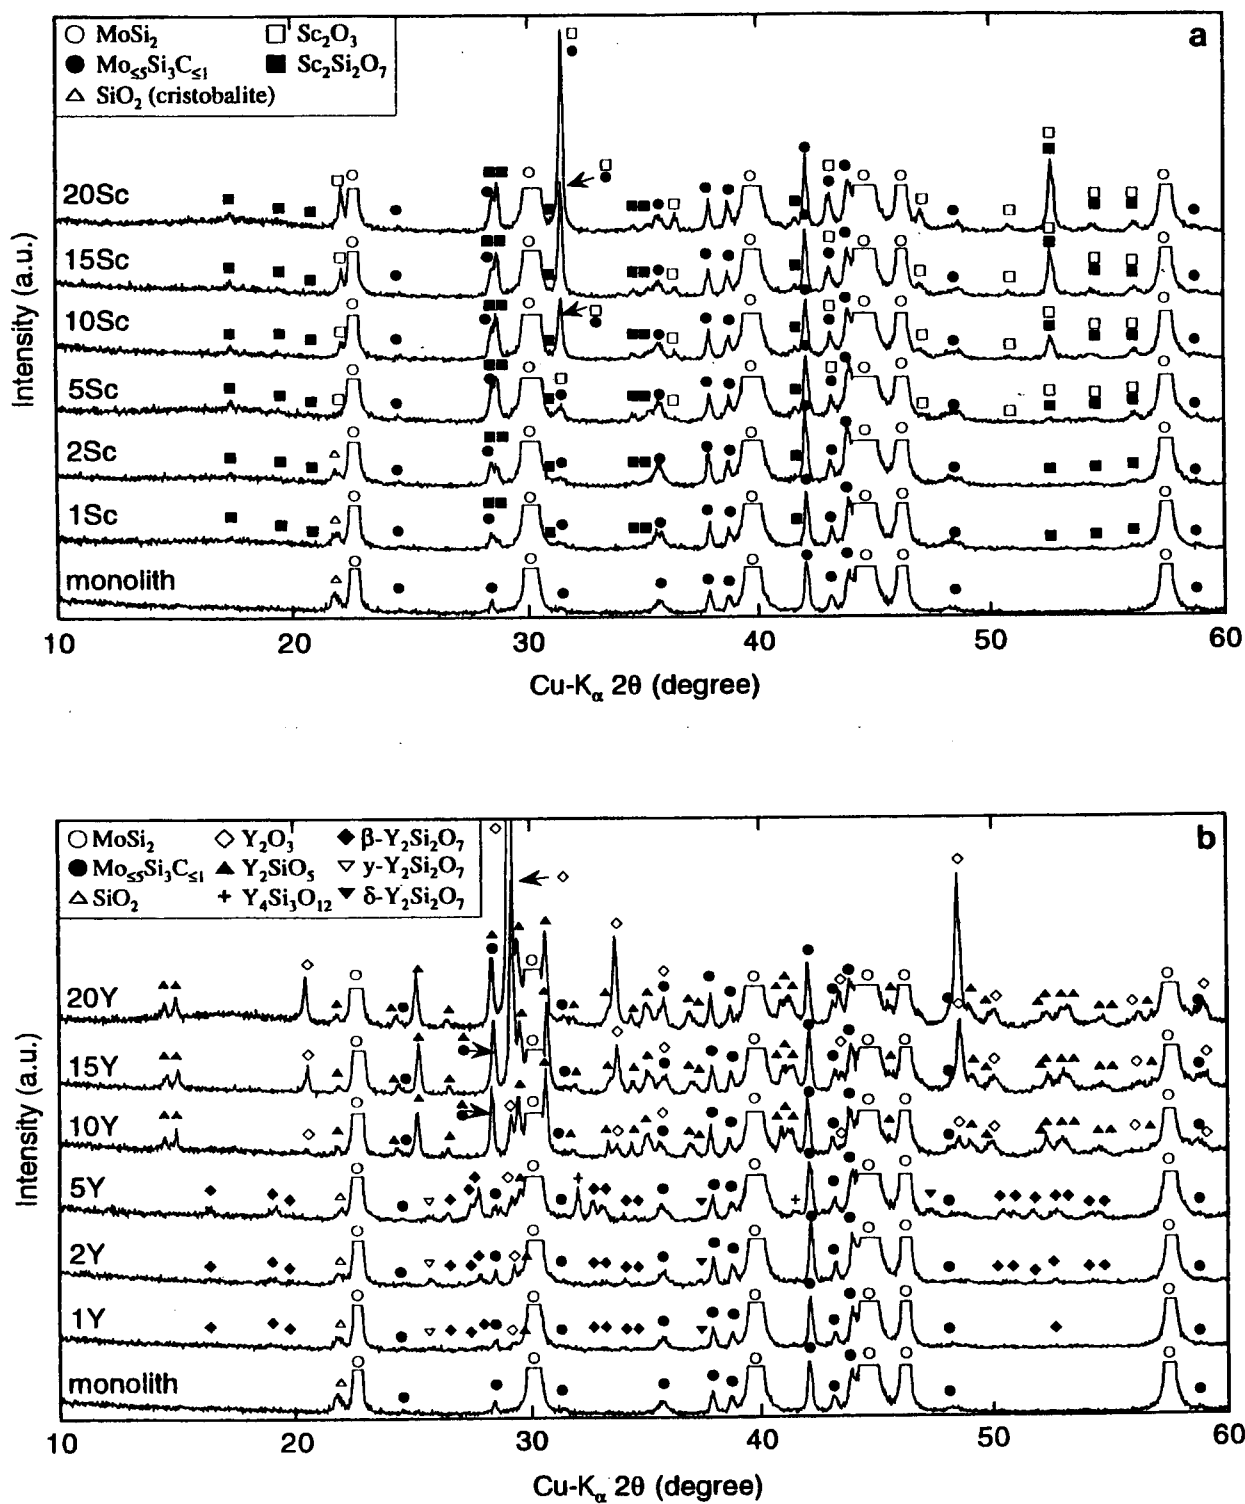 a
○ MoSi₂ □ Sc₂O₃
● Mo≤5Si₃C≤1 ■ Sc₂Si₂O₇
△ SiO₂ (cristobalite)
20Sc
15Sc
10Sc
5Sc
2Sc
1Sc
monolith
Intensity (a.u.)
10 20 30 40 50 60
Cu-Kα 2θ (degree)
b
○ MoSi₂ ◇ Y₂O₃ ◆ β-Y₂Si₂O₇
● Mo≤5Si₃C≤1 ▲ Y₂SiO₅ ▽ y-Y₂Si₂O₇
△ SiO₂ + Y₄Si₃O₁₂ ▼ δ-Y₂Si₂O₇
20Y
15Y
10Y
5Y
2Y
1Y
monolith
Intensity (a.u.)
10 20 30 40 50 60
Cu-Kα 2θ (degree)